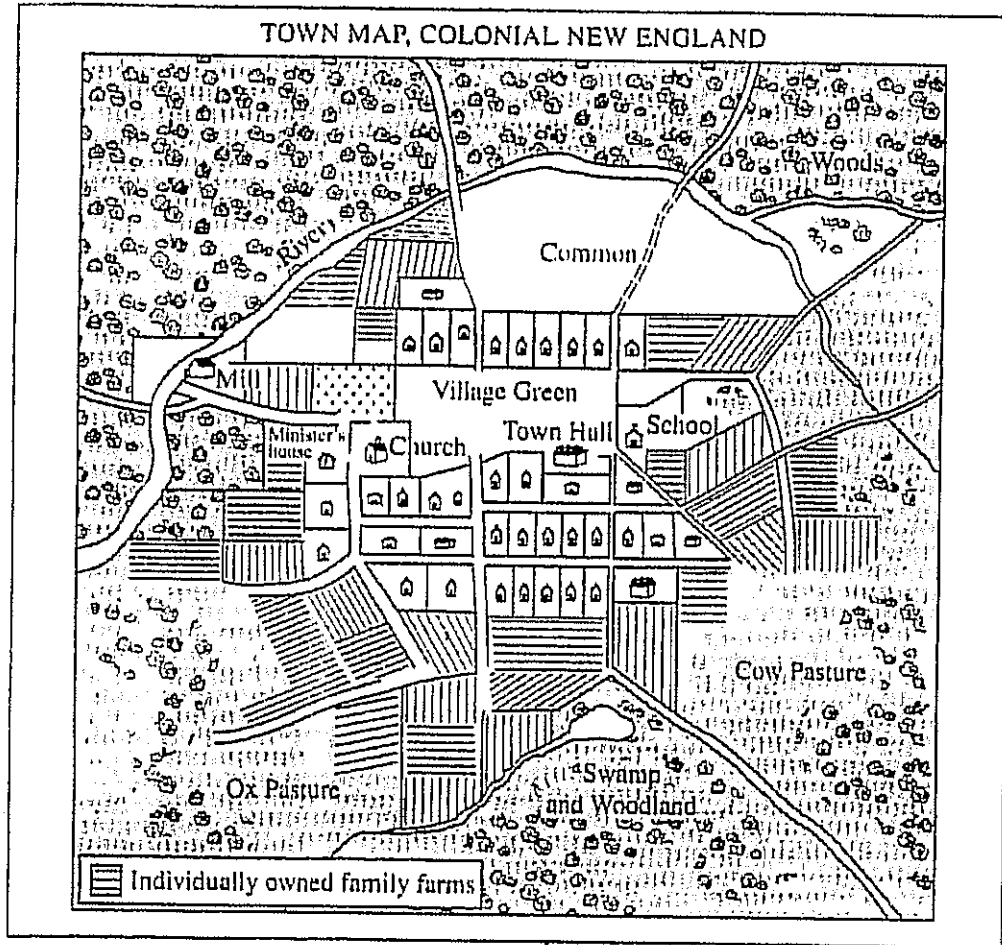 TOWN MAP, COLONIAL NEW ENGLAND
Woods
River
Common
Mill
Village Green
Minister's
house
Church
Town Hall
School
Cow Pasture
Ox Pasture
Swamp
and Woodland
Individually owned family farms